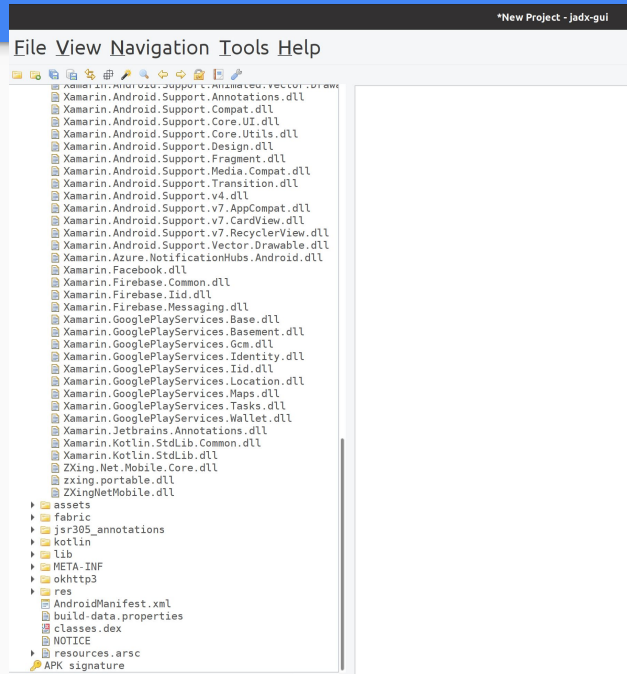 *New Project - jadx-gui
File View Navigation Tools Help
Xamarin.Android.Support.Animated.Vector.Drawa
Xamarin.Android.Support.Annotations.dll
Xamarin.Android.Support.Compat.dll
Xamarin.Android.Support.Core.UI.dll
Xamarin.Android.Support.Core.Utils.dll
Xamarin.Android.Support.Design.dll
Xamarin.Android.Support.Fragment.dll
Xamarin.Android.Support.Media.Compat.dll
Xamarin.Android.Support.Transition.dll
Xamarin.Android.Support.v4.dll
Xamarin.Android.Support.v7.AppCompat.dll
Xamarin.Android.Support.v7.CardView.dll
Xamarin.Android.Support.v7.RecyclerView.dll
Xamarin.Android.Support.Vector.Drawable.dll
Xamarin.Azure.NotificationHubs.Android.dll
Xamarin.Facebook.dll
Xamarin.Firebase.Common.dll
Xamarin.Firebase.Iid.dll
Xamarin.Firebase.Messaging.dll
Xamarin.GooglePlayServices.Base.dll
Xamarin.GooglePlayServices.Basement.dll
Xamarin.GooglePlayServices.Gcm.dll
Xamarin.GooglePlayServices.Identity.dll
Xamarin.GooglePlayServices.Iid.dll
Xamarin.GooglePlayServices.Location.dll
Xamarin.GooglePlayServices.Maps.dll
Xamarin.GooglePlayServices.Tasks.dll
Xamarin.GooglePlayServices.Wallet.dll
Xamarin.Jetbrains.Annotations.dll
Xamarin.Kotlin.StdLib.Common.dll
Xamarin.Kotlin.StdLib.dll
ZXing.Net.Mobile.Core.dll
zxing.portable.dll
ZXingNetMobile.dll
assets
fabric
jsr305_annotations
kotlin
lib
META-INF
okhttp3
res
AndroidManifest.xml
build-data.properties
classes.dex
NOTICE
resources.arsc
APK signature